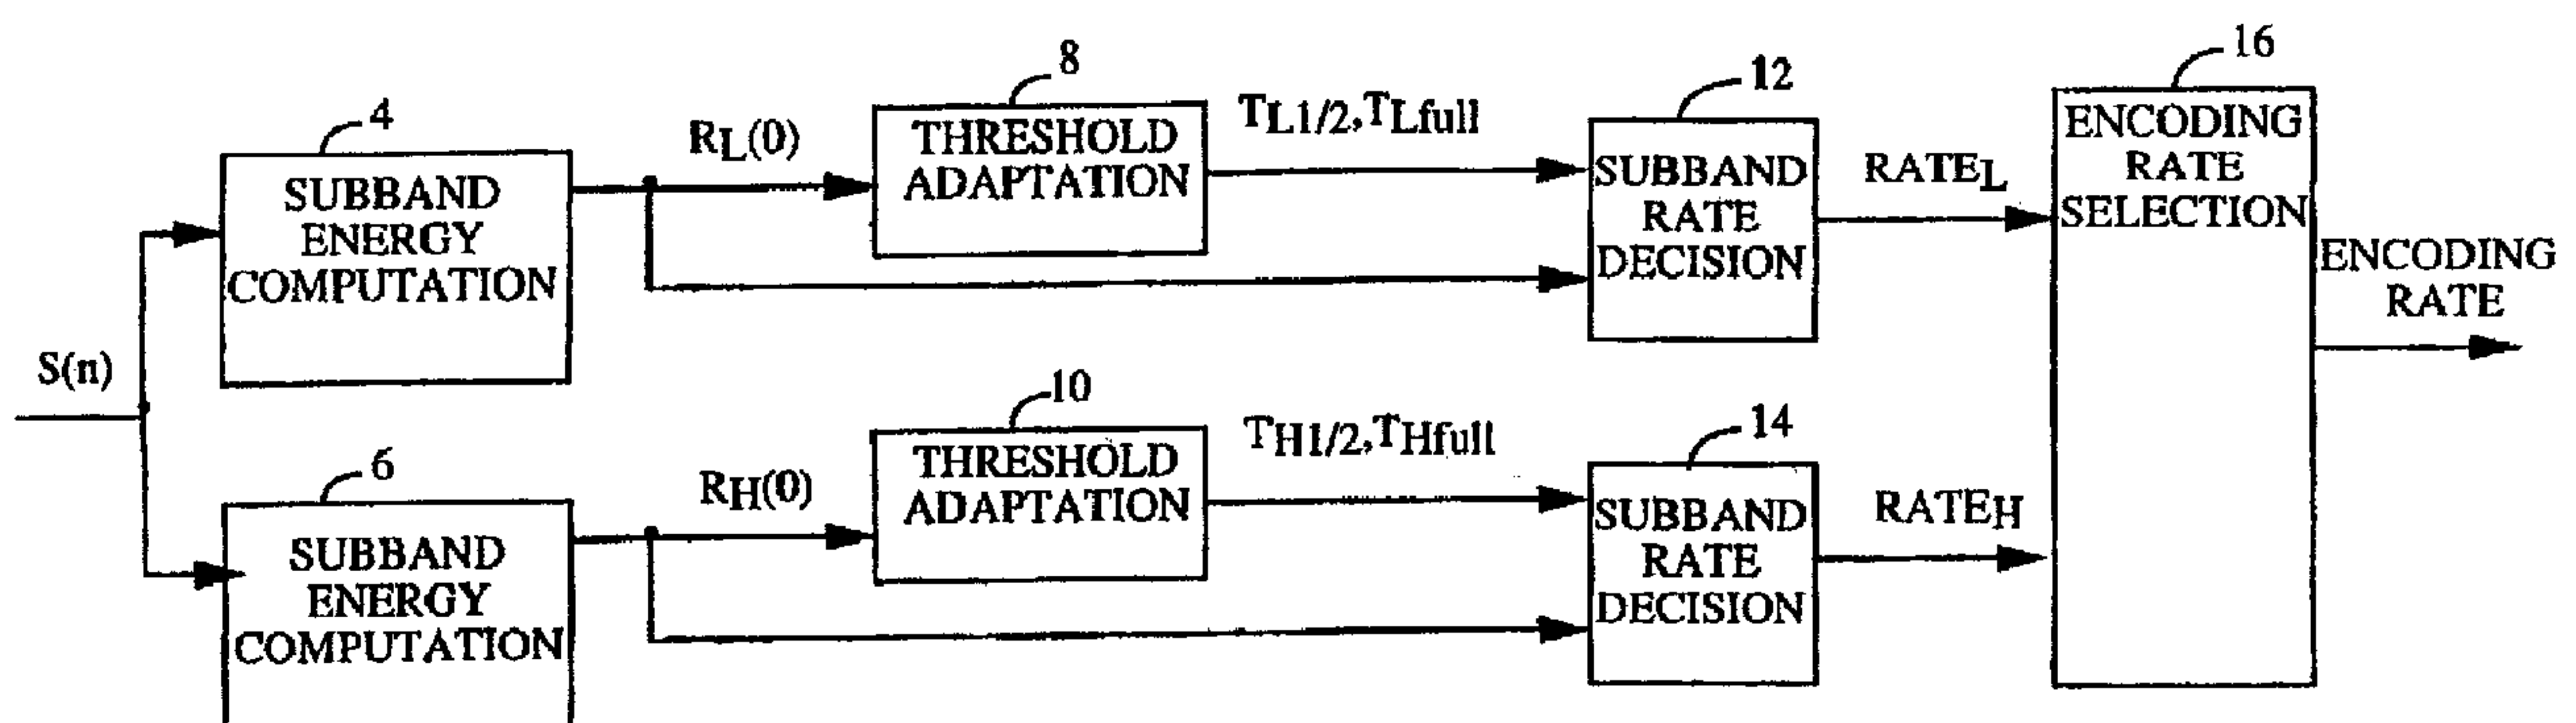 16
8
12
4
ENCODING
RATE
SELECTION
TL1/2,TLfull
THRESHOLD
ADAPTATION
RL(0)
SUBBAND
RATE
DECISION
RATEL
SUBBAND
ENERGY
COMPUTATION
ENCODING
RATE
S(n)
10
14
TH1/2,THfull
6
THRESHOLD
ADAPTATION
RH(0)
SUBBAND
RATE
DECISION
RATEH
SUBBAND
ENERGY
COMPUTATION